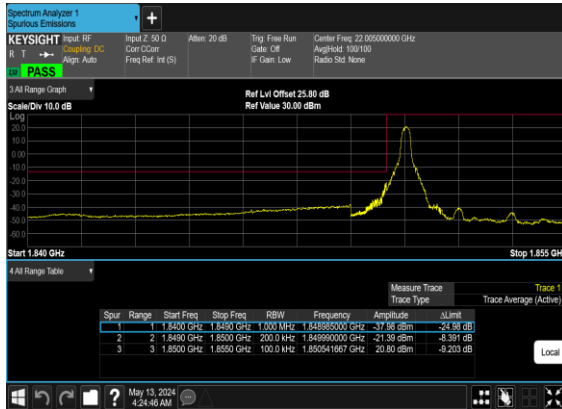 Spectrum Analyzer 1
Spurious Emissions
+
KEYSIGHT Input: RF Input Z: 50 Ω Atten: 20 dB Trig: Free Run Center Freq: 22.005000000 GHz
R T Coupling: DC Corr CCorr Gate: Off Avg|Hold: 100/100
Align: Auto Freq Ref: Int (S) IF Gain: Low Radio Std: None
PASS
3 All Range Graph Ref Lvl Offset 25.80 dB
Scale/Div 10.0 dB Ref Value 30.00 dBm
Log
20.0
10.0
0.00
-10.0
-20.0
-30.0
-40.0
-50.0
-60.0
Start 1.840 GHz Stop 1.855 GH
4 All Range Table
Measure Trace Trace 1
Trace Type Trace Average (Active)
Spur Range Start Freq Stop Freq RBW Frequency Amplitude ΔLimit
1 1 1.8400 GHz 1.8490 GHz 1.000 MHz 1.848985000 GHz -37.98 dBm -24.98 dB
2 2 1.8490 GHz 1.8500 GHz 200.0 kHz 1.849990000 GHz -21.39 dBm -8.391 dB
3 3 1.8500 GHz 1.8550 GHz 100.0 kHz 1.850541667 GHz 20.80 dBm -9.203 dB
Local
? May 13, 2024
4:24:46 AM